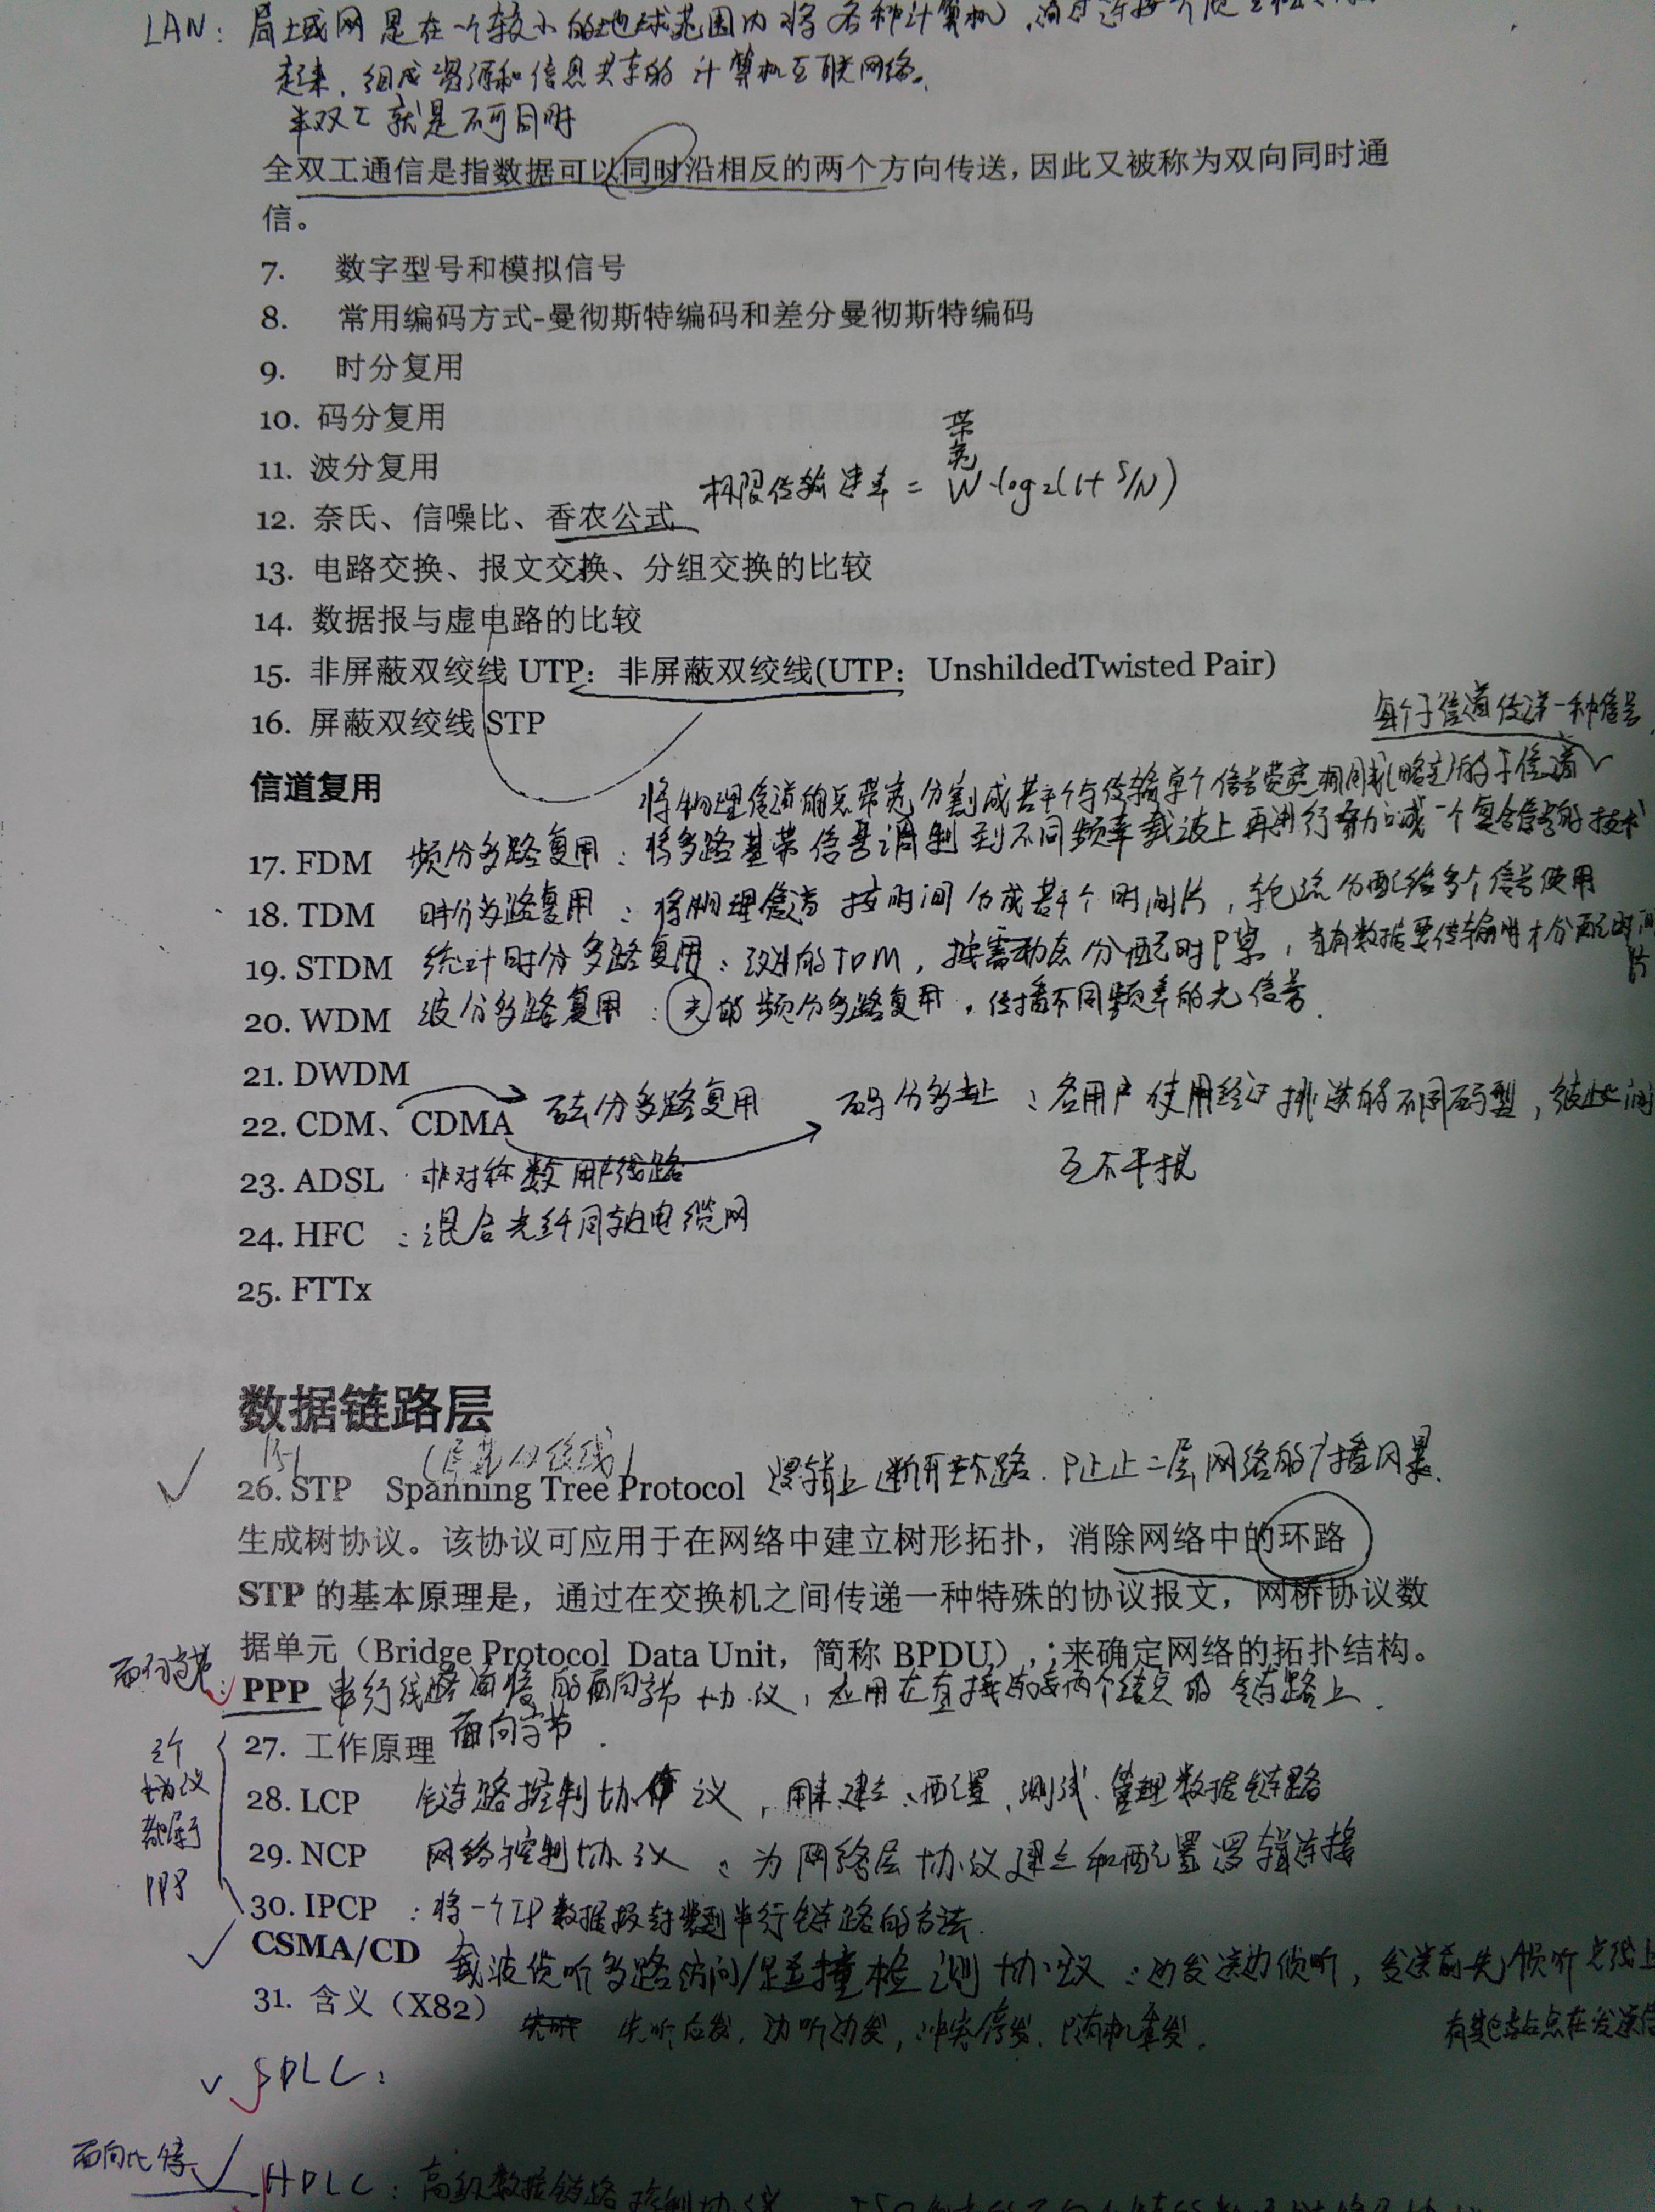 LAN：局域网是在一个较小的地球范围内将各种计算机，通过连接
起来，组成资源和信息共享的计算机互联网络。
半双工就是不可同时
全双工通信是指数据可以同时沿相反的两个方向传送，因此又被称为双向同时通
信。
7. 数字型号和模拟信号
8. 常用编码方式-曼彻斯特编码和差分曼彻斯特编码
9. 时分复用
10. 码分复用
11. 波分复用
带宽
12. 奈氏、信噪比、香农公式 极限传输速率 = W·log2(1+S/N)
13. 电路交换、报文交换、分组交换的比较
14. 数据报与虚电路的比较
15. 非屏蔽双绞线 UTP：非屏蔽双绞线(UTP：UnshildedTwisted Pair)
16. 屏蔽双绞线 STP
每个子信道传送一种信号
信道复用
将物理信道的总带宽分割成若干个与传输单个信号带宽相同或(略宽)的子信道
17. FDM 频分多路复用：将多路基带信号调制到不同频率载波上再进行叠加形成一个复合信号的技术
18. TDM 时分多路复用：将物理信道按时间分成若干个时间片，轮流分配给多个信号使用
19. STDM 统计时分多路复用：改进的TDM，按需动态分配时隙，当有数据要传输时才分配时间片
20. WDM 波分多路复用：光的频分多路复用，传播不同频率的光信号.
21. DWDM
22. CDM、CDMA 码分多路复用 码分多址：各用户使用经过挑选的不同码型，彼此间
互不干扰
23. ADSL 非对称数用户线路
24. HFC：混合光纤同轴电缆网
25. FTTx
数据链路层
(屏蔽双绞线)
26. STP Spanning Tree Protocol 逻辑上断开环路，防止二层网络的广播风暴.
生成树协议。该协议可应用于在网络中建立树形拓扑，消除网络中的环路
STP 的基本原理是，通过在交换机之间传递一种特殊的协议报文，网桥协议数
据单元（Bridge Protocol Data Unit，简称 BPDU），;来确定网络的拓扑结构。
面向字节
PPP 串行线路通信的面向字节协议，应用在直接连接两个结点的链路上.
27. 工作原理 面向字节.
三个协议都属于PPP
28. LCP 链路控制协议，用来建立、配置、测试、管理数据链路
29. NCP 网络控制协议：为网络层协议建立和配置逻辑连接
30. IPCP：将一个IP数据报封装到串行链路的方法.
CSMA/CD 载波侦听多路访问/碰撞检测协议：边发送边侦听，发送前先侦听总线上
有其它站点在发送信
31. 含义（X82） 先听后发，边听边发，冲突停发，随机重发.
SDLC：
面向比特
HDLC：高级数据链路控制协议